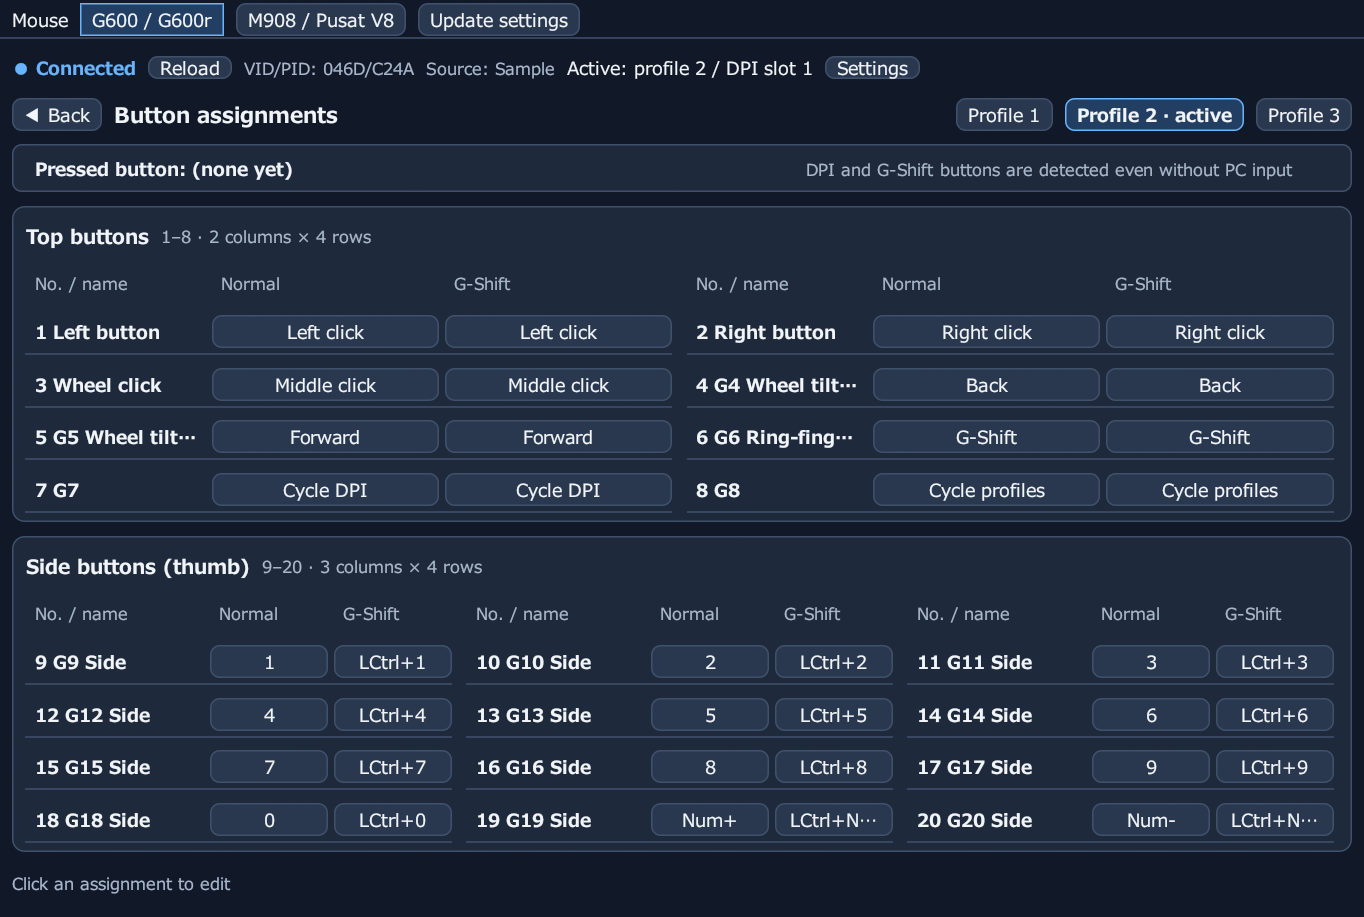 Mouse G600 / G600r M908 / Pusat V8 Update settings
Connected Reload VID/PID: 046D/C24A Source: Sample Active: profile 2 / DPI slot 1 Settings
◀ Back Button assignments Profile 1 Profile 2 · active Profile 3
Pressed button: (none yet) DPI and G-Shift buttons are detected even without PC input
Top buttons 1–8 · 2 columns × 4 rows
No. / name Normal G-Shift No. / name Normal G-Shift
1 Left button Left click Left click 2 Right button Right click Right click
3 Wheel click Middle click Middle click 4 G4 Wheel tilt⋯ Back Back
5 G5 Wheel tilt⋯ Forward Forward 6 G6 Ring-fing⋯ G-Shift G-Shift
7 G7 Cycle DPI Cycle DPI 8 G8 Cycle profiles Cycle profiles
Side buttons (thumb) 9–20 · 3 columns × 4 rows
No. / name Normal G-Shift No. / name Normal G-Shift No. / name Normal G-Shift
9 G9 Side 1 LCtrl+1 10 G10 Side 2 LCtrl+2 11 G11 Side 3 LCtrl+3
12 G12 Side 4 LCtrl+4 13 G13 Side 5 LCtrl+5 14 G14 Side 6 LCtrl+6
15 G15 Side 7 LCtrl+7 16 G16 Side 8 LCtrl+8 17 G17 Side 9 LCtrl+9
18 G18 Side 0 LCtrl+0 19 G19 Side Num+ LCtrl+N⋯ 20 G20 Side Num- LCtrl+N⋯
Click an assignment to edit